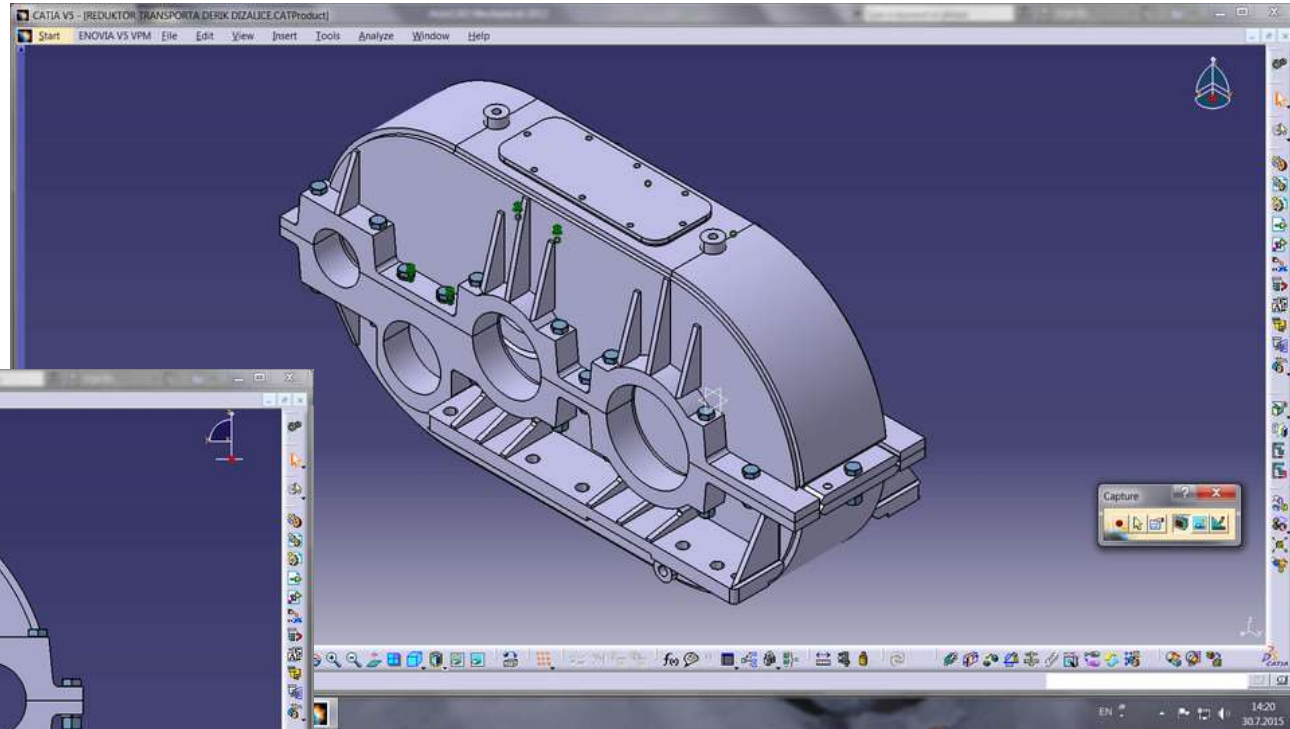 CATIA V5 - [REDUKTOR TRANSPORTA DERIK DIZALICE.CATProduct]
Start ENOVIA V5 VPM File Edit View Insert Tools Analyze Window Help
Capture
f(x)
CATIA
EN
14:20
30.7.2015